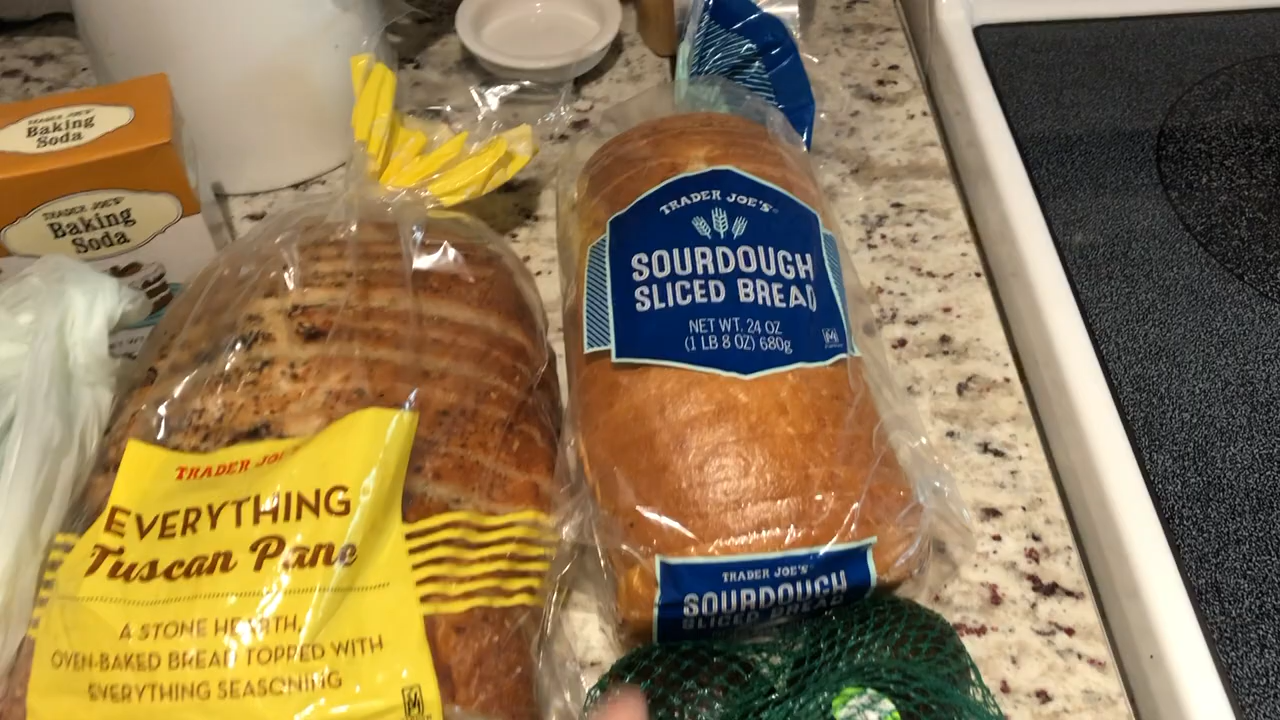 TRADER JOE'S
Baking
Soda
TRADER JOE'S
Baking
Soda
TRADER JOE'S
SOURDOUGH
SLICED BREAD
NET WT. 24 OZ
(1 LB 8 OZ) 680g
TRADER JOE'S
EVERYTHING
Tuscan Pane
A STONE HEARTH,
OVEN-BAKED BREAD TOPPED WITH
EVERYTHING SEASONING
TRADER JOE'S
SOURDOUGH
SLICED BREAD